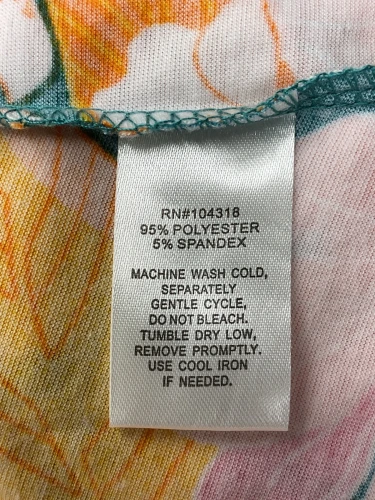 RN#104318
95% POLYESTER
5% SPANDEX
MACHINE WASH COLD,
SEPARATELY
GENTLE CYCLE,
DO NOT BLEACH.
TUMBLE DRY LOW,
REMOVE PROMPTLY.
USE COOL IRON
IF NEEDED.